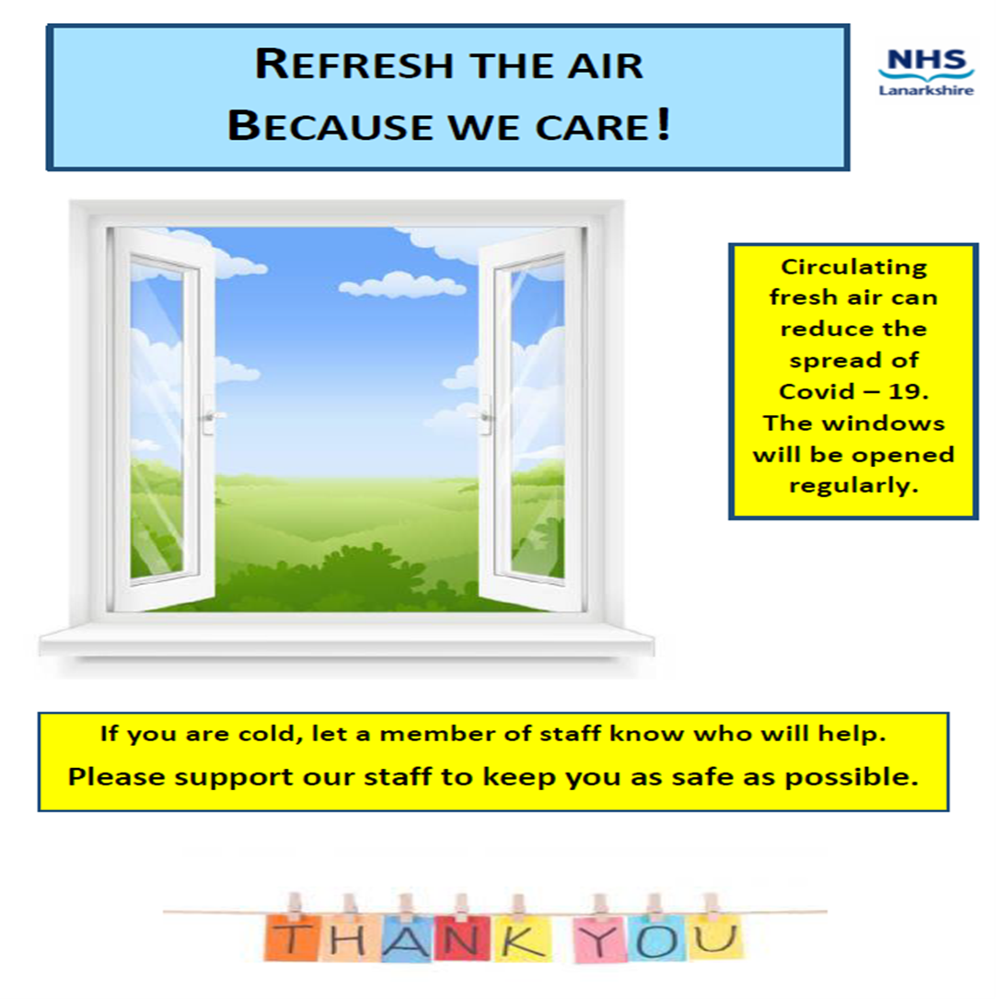 REFRESH THE AIR
BECAUSE WE CARE!
NHS
Lanarkshire
Circulating
fresh air can
reduce the
spread of
Covid – 19.
The windows
will be opened
regularly.
If you are cold, let a member of staff know who will help.
Please support our staff to keep you as safe as possible.
THANK YOU